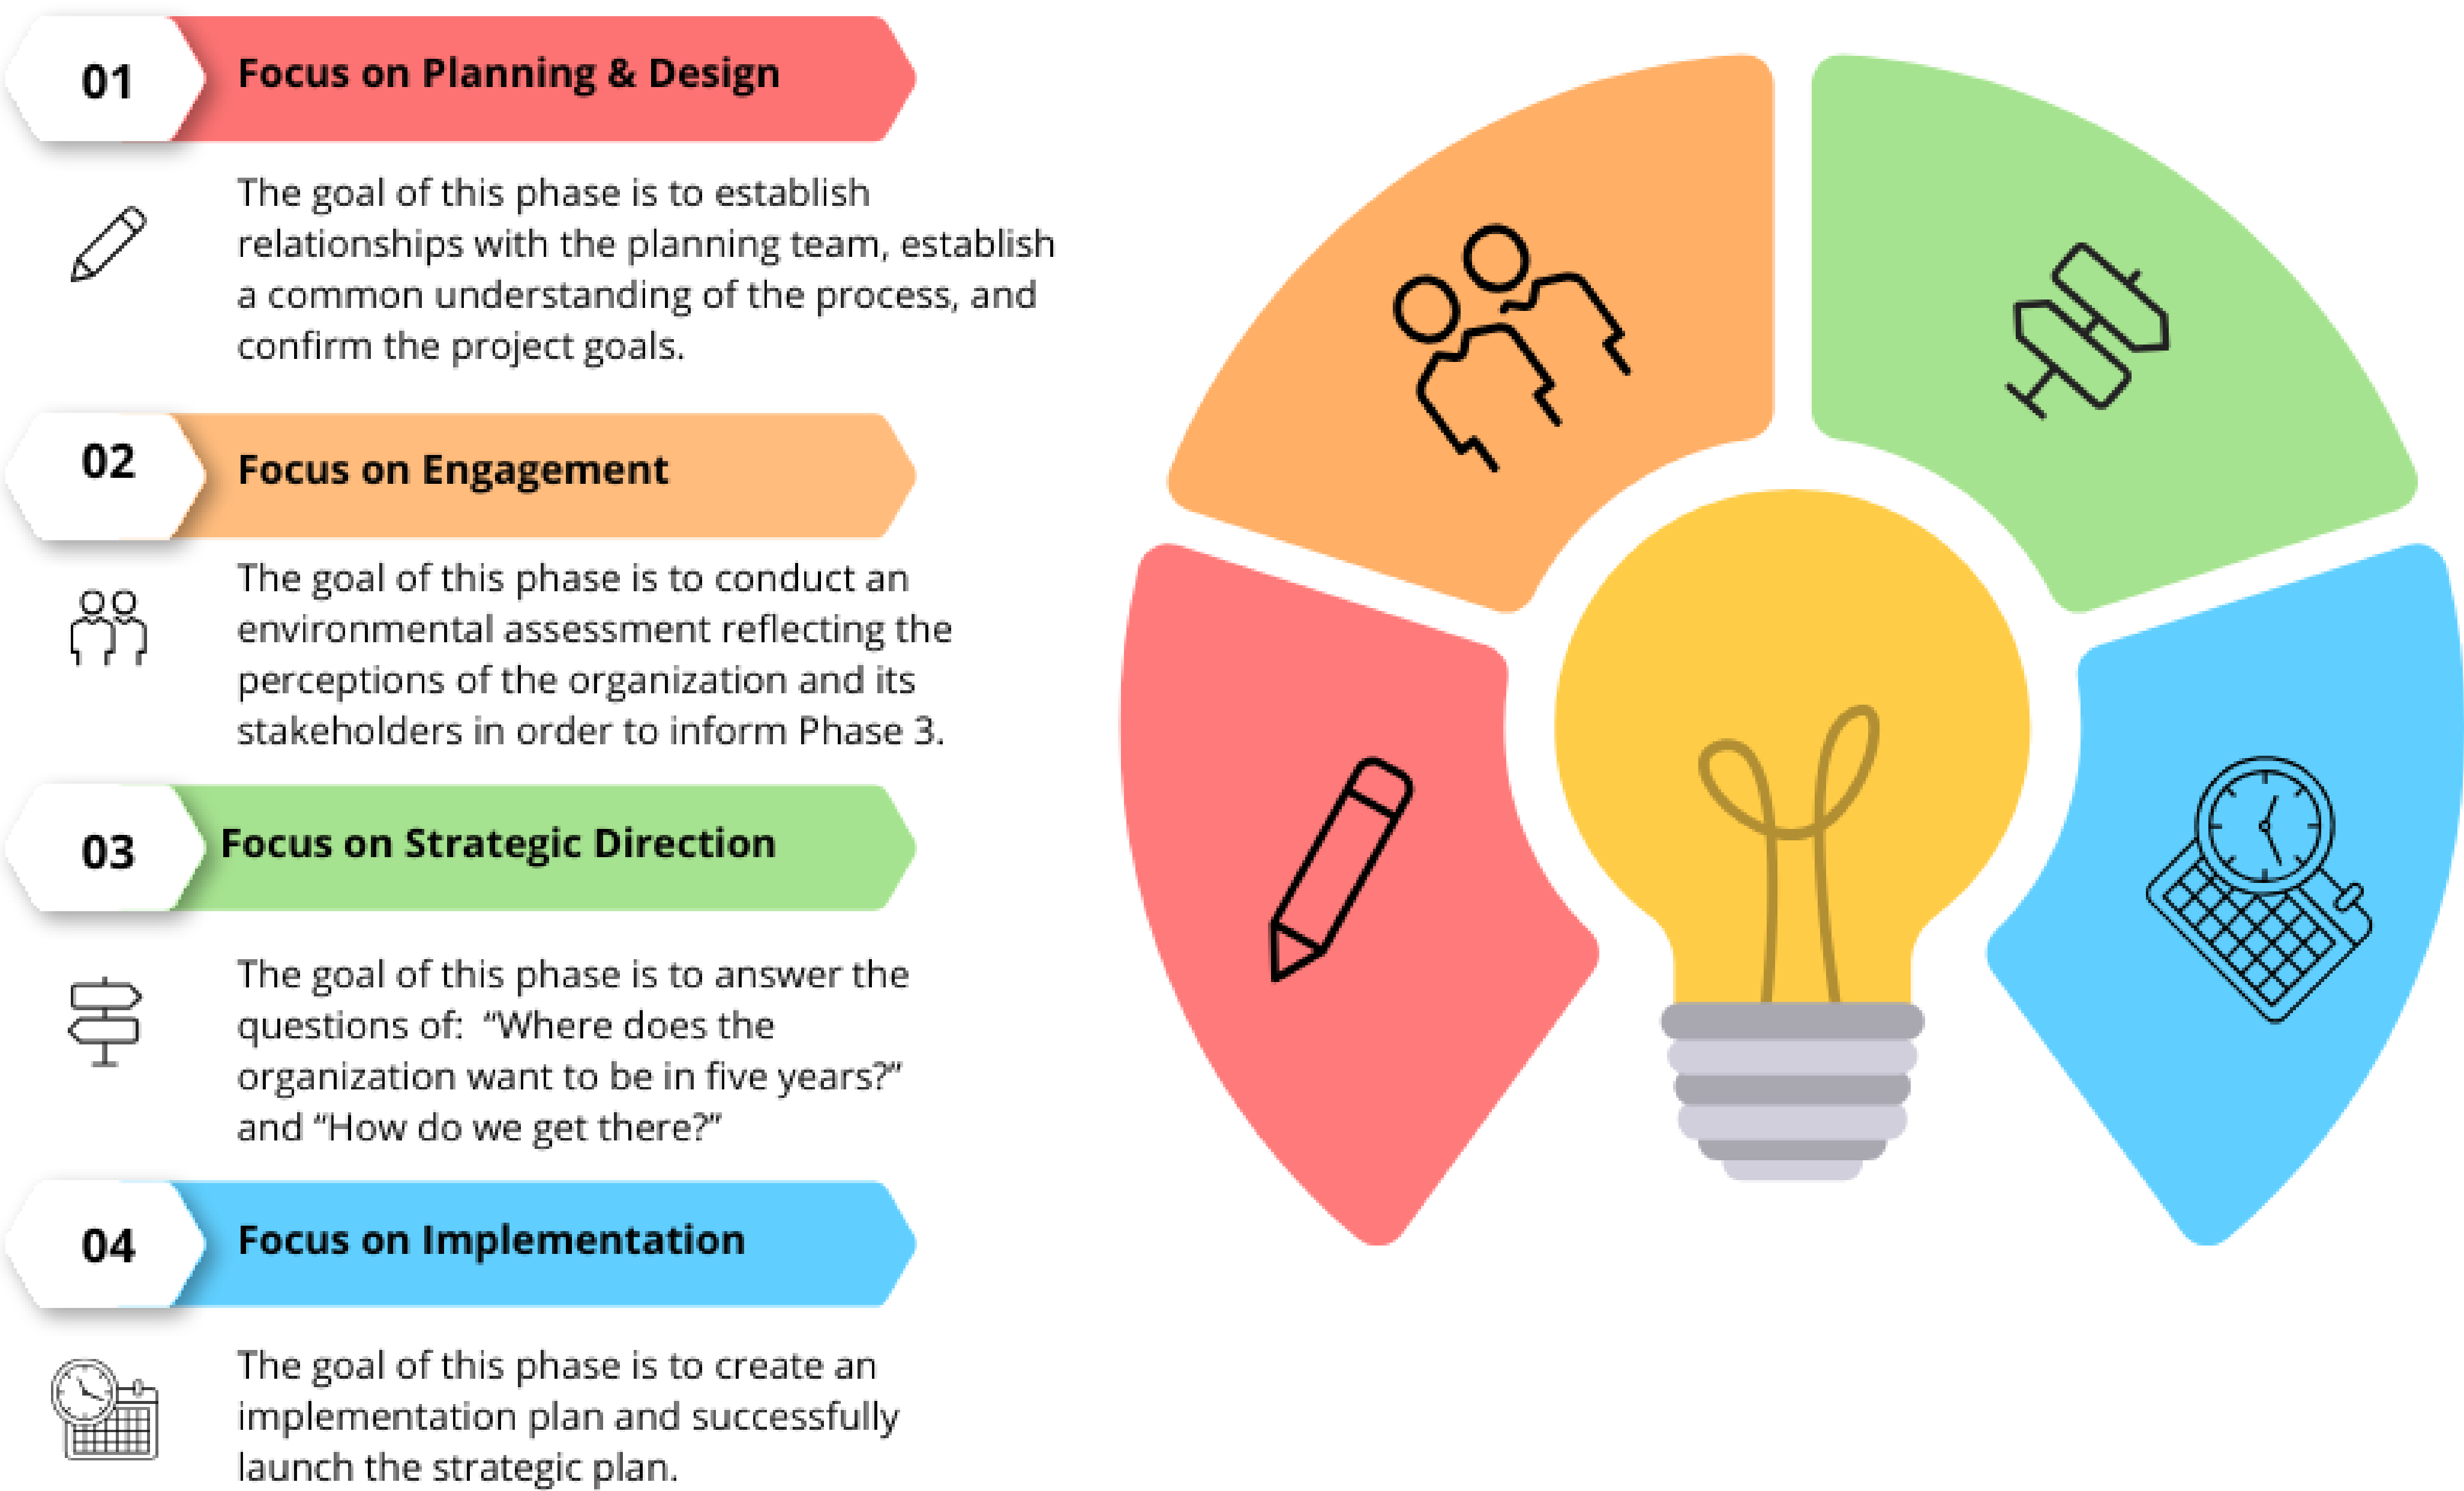 01
Focus on Planning & Design
The goal of this phase is to establish
relationships with the planning team, establish
a common understanding of the process, and
confirm the project goals.
02
Focus on Engagement
The goal of this phase is to conduct an
environmental assessment reflecting the
perceptions of the organization and its
stakeholders in order to inform Phase 3.
03
Focus on Strategic Direction
The goal of this phase is to answer the
questions of:  “Where does the
organization want to be in five years?”
and “How do we get there?”
04
Focus on Implementation
The goal of this phase is to create an
implementation plan and successfully
launch the strategic plan.